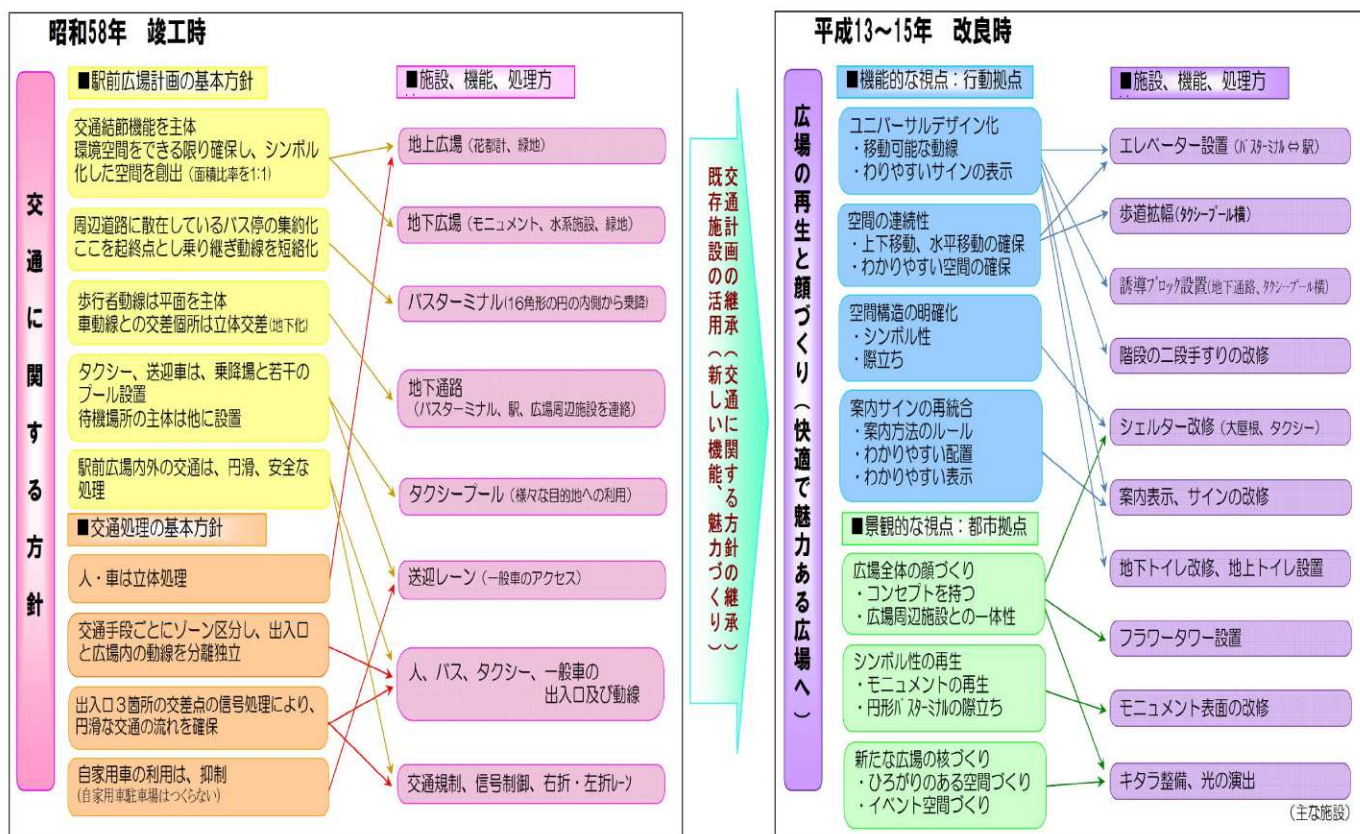 昭和58年　竣工時
交通に関する方針
■駅前広場計画の基本方針
交通結節機能を主体
環境空間をできる限り確保し、シンボル
化した空間を創出（面積比率を1:1）
周辺道路に散在しているバス停の集約化
ここを起終点とし乗り継ぎ動線を短絡化
歩行者動線は平面を主体
車動線との交差個所は立体交差(地下化)
タクシー、送迎車は、乗降場と若干の
プール設置
待機場所の主体は他に設置
駅前広場内外の交通は、円滑、安全な
処理
■交通処理の基本方針
人・車は立体処理
交通手段ごとにゾーン区分し、出入口
と広場内の動線を分離独立
出入口３箇所の交差点の信号処理により、
円滑な交通の流れを確保
自家用車の利用は、抑制
(自家用車駐車場はつくらない)
■施設、機能、処理方
地上広場（花都計、緑地）
地下広場（モニュメント、水系施設、緑地）
バスターミナル(16角形の円の内側から乗降)
地下通路
（バスターミナル、駅、広場周辺施設を連絡）
タクシープール（様々な目的地への利用）
送迎レーン（一般車のアクセス）
人、バス、タクシー、一般車の
出入口及び動線
交通規制、信号制御、右折・左折レーン
交通計画の継承（交通に関する方針の継承）
既存施設の活用（新しい機能、魅力づくり）
平成13～15年　改良時
広場の再生と顔づくり（快適で魅力ある広場へ）
■機能的な視点：行動拠点
ユニバーサルデザイン化
・移動可能な動線
・わりやすいサインの表示
空間の連続性
・上下移動、水平移動の確保
・わかりやすい空間の確保
空間構造の明確化
・シンボル性
・際立ち
案内サインの再統合
・案内方法のルール
・わかりやすい配置
・わかりやすい表示
■景観的な視点：都市拠点
広場全体の顔づくり
・コンセプトを持つ
・広場周辺施設との一体性
シンボル性の再生
・モニュメントの再生
・円形バスターミナルの際立ち
新たな広場の核づくり
・ひろがりのある空間づくり
・イベント空間づくり
■施設、機能、処理方
エレベーター設置（バスターミナル⇔駅）
歩道拡幅（タクシープール横）
誘導ブロック設置(地下通路、タクシープール横)
階段の二段手すりの改修
シェルター改修（大屋根、タクシー）
案内表示、サインの改修
地下トイレ改修、地上トイレ設置
フラワータワー設置
モニュメント表面の改修
キタラ整備、光の演出
（主な施設）